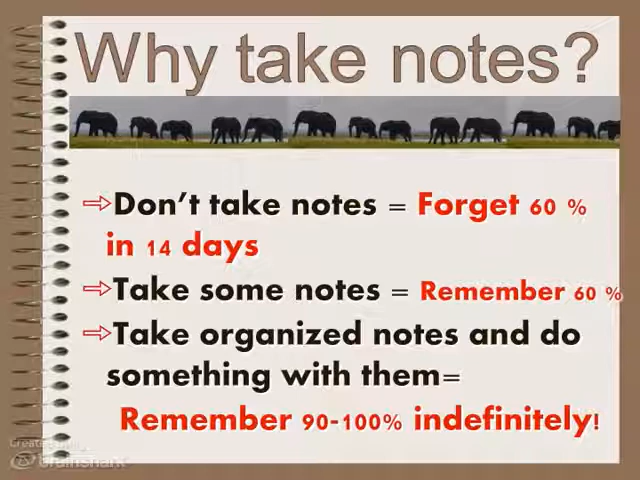 Why take notes?
⇨Don't take notes = Forget 60 %
in 14 days
⇨Take some notes = Remember 60 %
⇨Take organized notes and do
something with them=
Remember 90-100% indefinitely!
brainshark